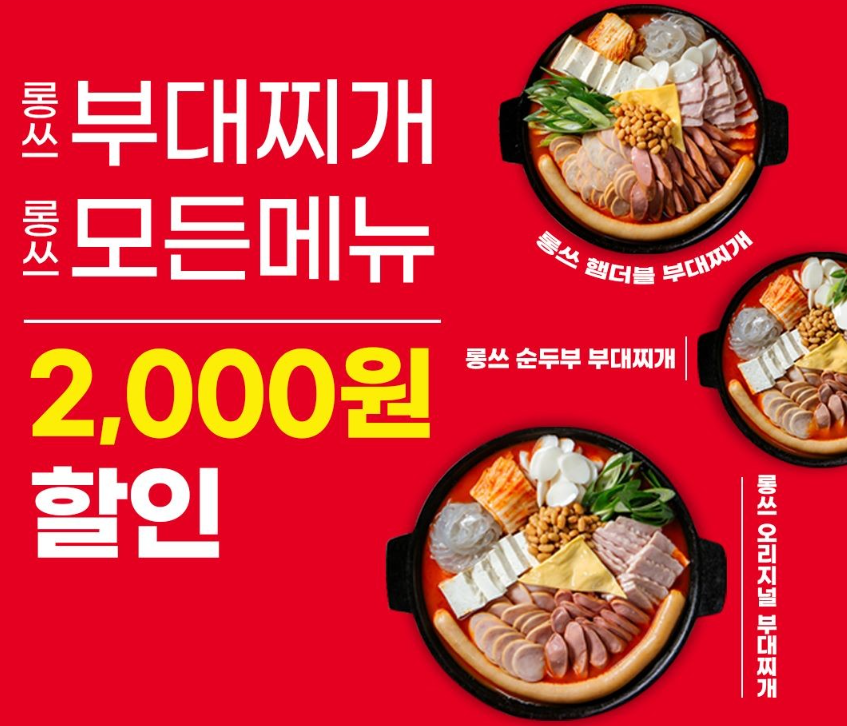 롱쓰 부대찌개
롱쓰 모든메뉴
2,000원
할인
롱쓰 햄더블 부대찌개
롱쓰 순두부 부대찌개
롱쓰 오리지널 부대찌개